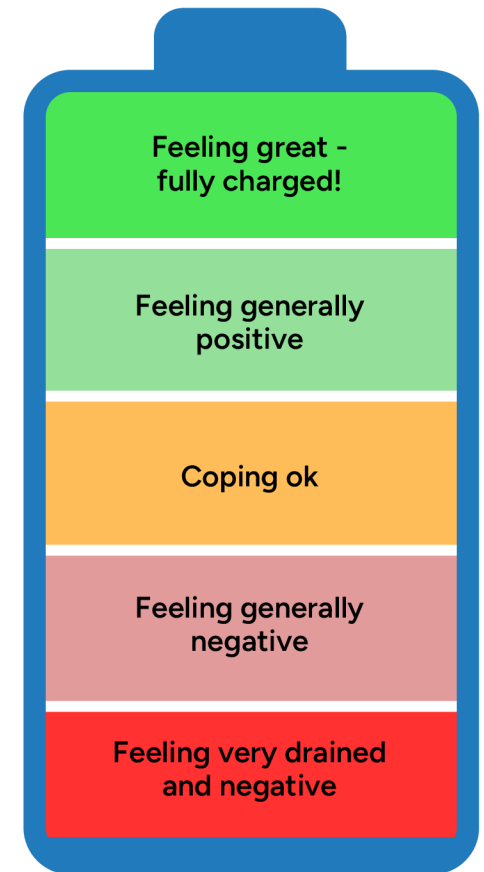 Feeling great -
fully charged!
Feeling generally
positive
Coping ok
Feeling generally
negative
Feeling very drained
and negative